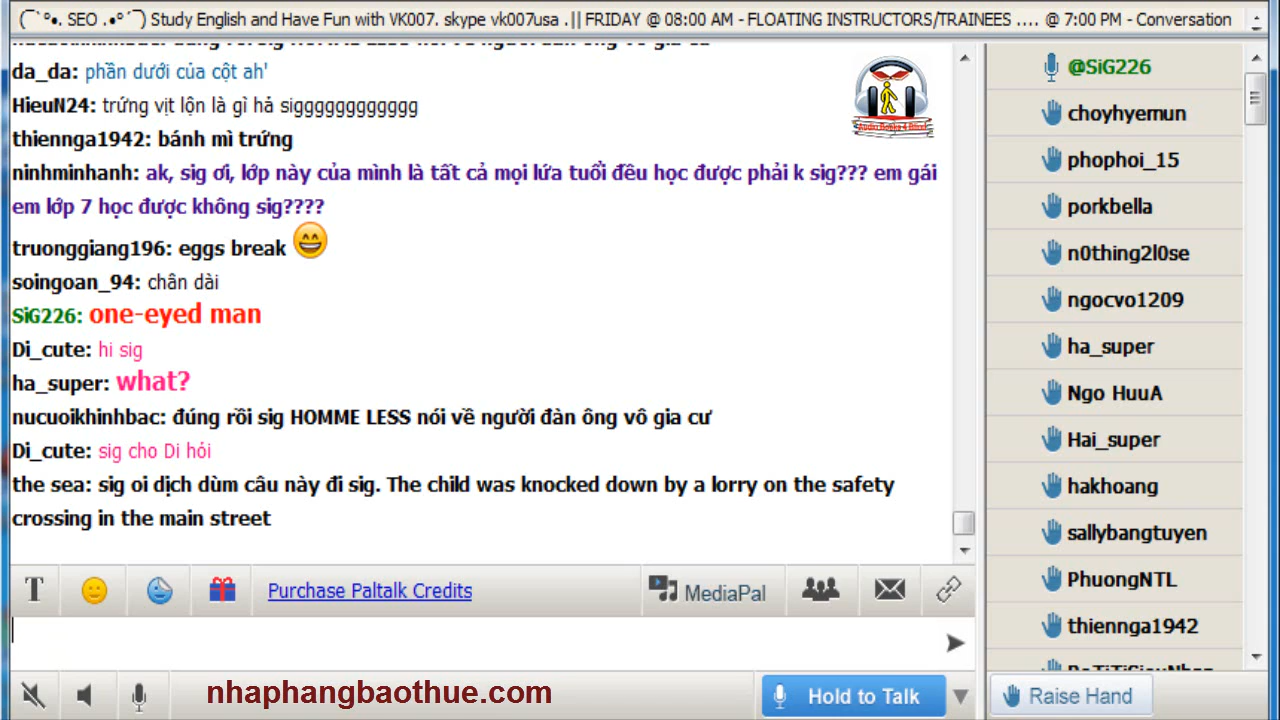 (¯`°•. SEO .•°´¯) Study English and Have Fun with VK007. skype vk007usa .|| FRIDAY @ 08:00 AM - FLOATING INSTRUCTORS/TRAINEES .... @ 7:00 PM - Conversation
da_da: phần dưới của cột ah'
HieuN24: trứng vịt lộn là gì hả sigggggggggggg
thiennga1942: bánh mì trứng
ninhminhanh: ak, sig ơi, lớp này của mình là tất cả mọi lứa tuổi đều học được phải k sig??? em gái
em lớp 7 học được không sig????
truonggiang196: eggs break
soingoan_94: chân dài
SiG226: one-eyed man
Di_cute: hi sig
ha_super: what?
nucuoikhinhbac: đúng rồi sig HOMME LESS nói về người đàn ông vô gia cư
Di_cute: sig cho Di hỏi
the sea: sig oi dịch dùm câu này đi sig. The child was knocked down by a lorry on the safety
crossing in the main street
@SiG226
choyhyemun
phophoi_15
porkbella
n0thing2l0se
ngocvo1209
ha_super
Ngo HuuA
Hai_super
hakhoang
sallybangtuyen
PhuongNTL
thiennga1942
T
Purchase Paltalk Credits
MediaPal
nhaphangbaothue.com
Hold to Talk
Raise Hand